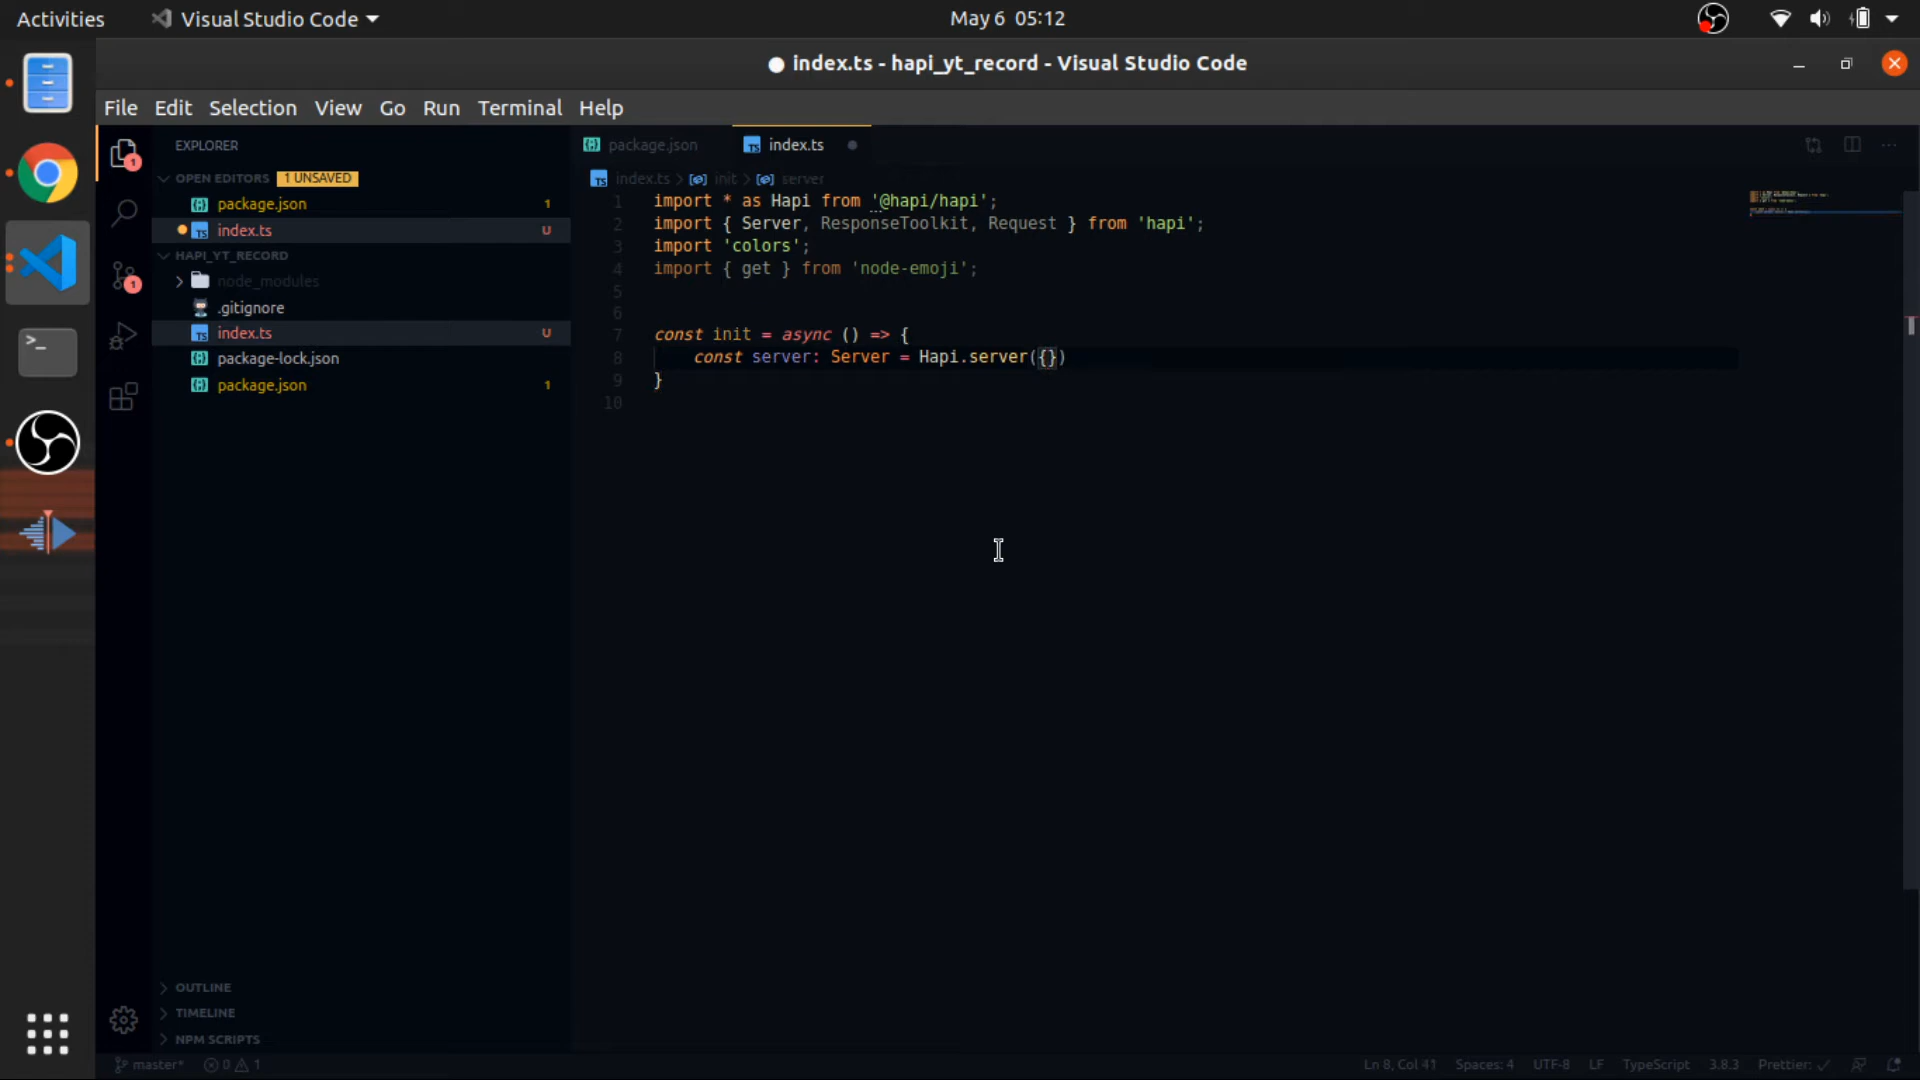 Activities
Visual Studio Code
May 6 05:12
index.ts - hapi_yt_record - Visual Studio Code
File Edit Selection View Go Run Terminal Help
EXPLORER
OPEN EDITORS 1 UNSAVED
package.json 1
index.ts U
HAPI_YT_RECORD
node_modules
.gitignore
index.ts U
package-lock.json
package.json 1
OUTLINE
TIMELINE
NPM SCRIPTS
1
1
package.json index.ts
index.ts > init > server
1 import * as Hapi from '@hapi/hapi';
2 import { Server, ResponseToolkit, Request } from 'hapi';
3 import 'colors';
4 import { get } from 'node-emoji';
5
6
7 const init = async () => {
8 const server: Server = Hapi.server({})
9 }
10
master* 0 1
Ln 8, Col 41 Spaces: 4 UTF-8 LF TypeScript 3.8.3 Prettier: ✓